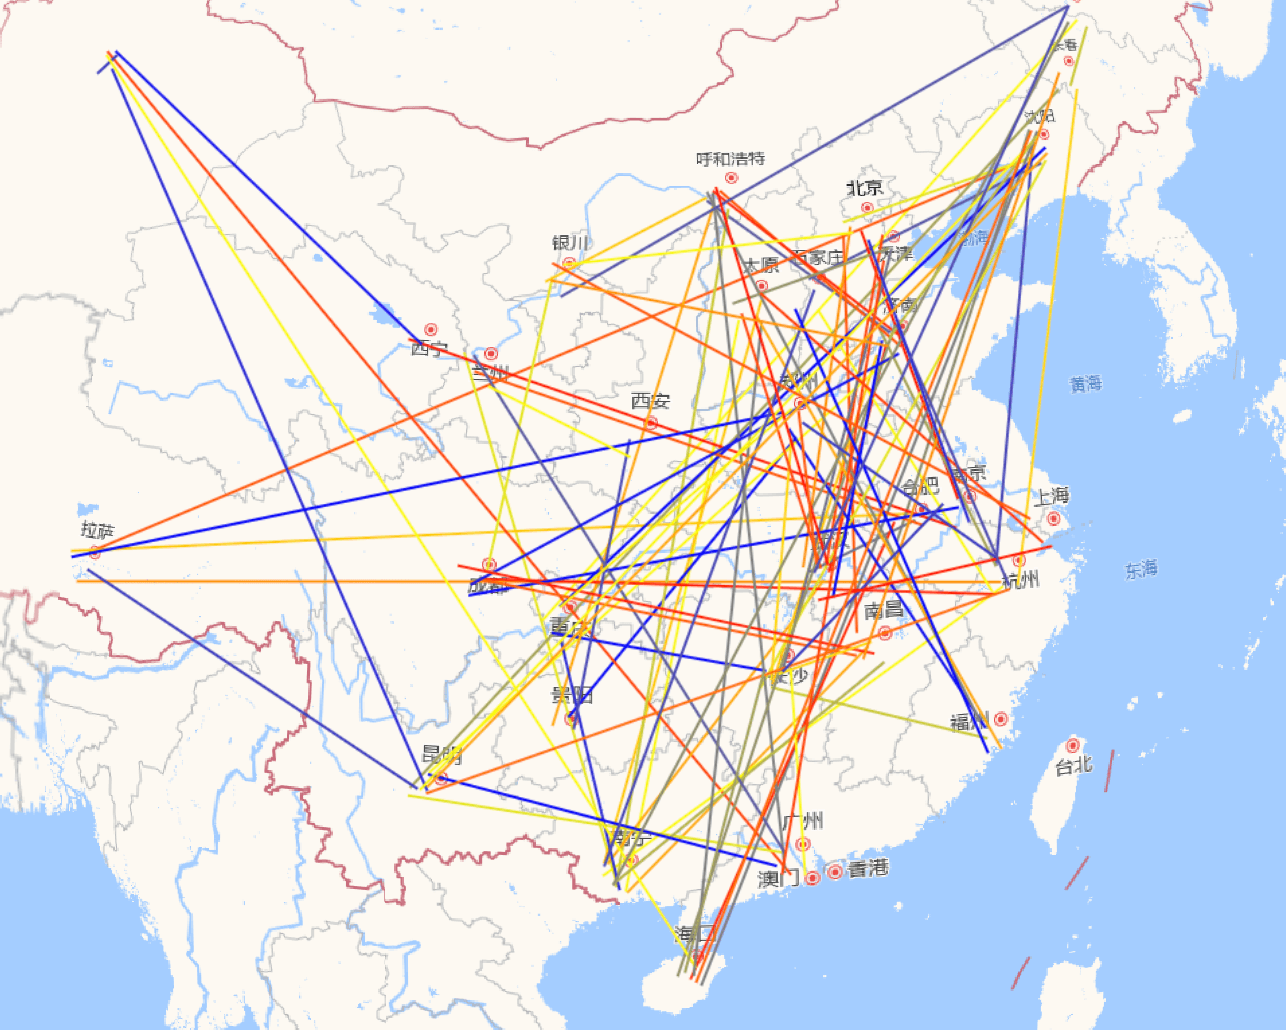 长春
沈阳
呼和浩特
北京
银川
渤海
天津
太原
石家庄
济南
西宁
兰州
黄海
郑州
西安
南京
合肥
上海
拉萨
东海
成都
杭州
南昌
重庆
长沙
贵阳
福州
昆明
台北
广州
南宁
香港
澳门
海口